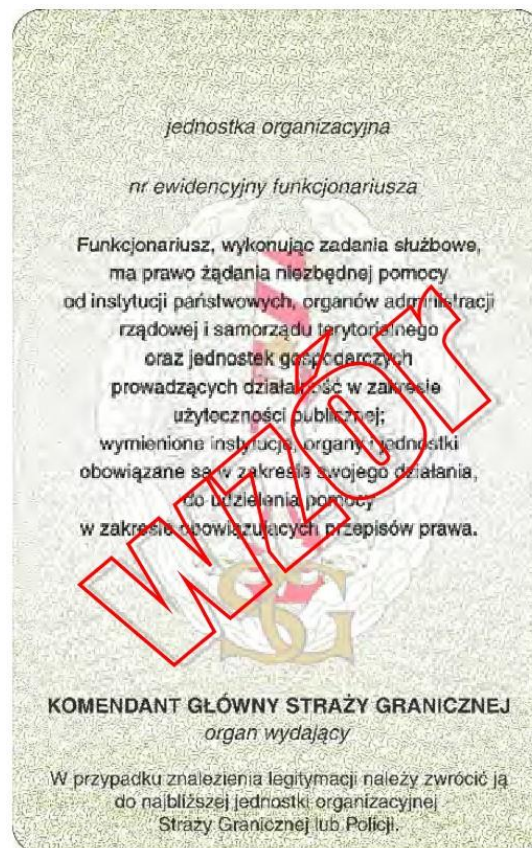 jednostka organizacyjna
nr ewidencyjny funkcjonariusza
Funkcjonariusz, wykonując zadania służbowe,
ma prawo żądania niezbędnej pomocy
od instytucji państwowych, organów administracji
rządowej i samorządu terytorialnego
oraz jednostek gospodarczych
prowadzących działalność w zakresie
użyteczności publicznej;
wymienione instytucje, organy i jednostki
obowiązane są w zakresie swojego działania,
do udzielenia pomocy
w zakresie obowiązujących przepisów prawa.
Wzór
SG
KOMENDANT GŁÓWNY STRAŻY GRANICZNEJ
organ wydający
W przypadku znalezienia legitymacji należy zwrócić ją
do najbliższej jednostki organizacyjnej
Straży Granicznej lub Policji.